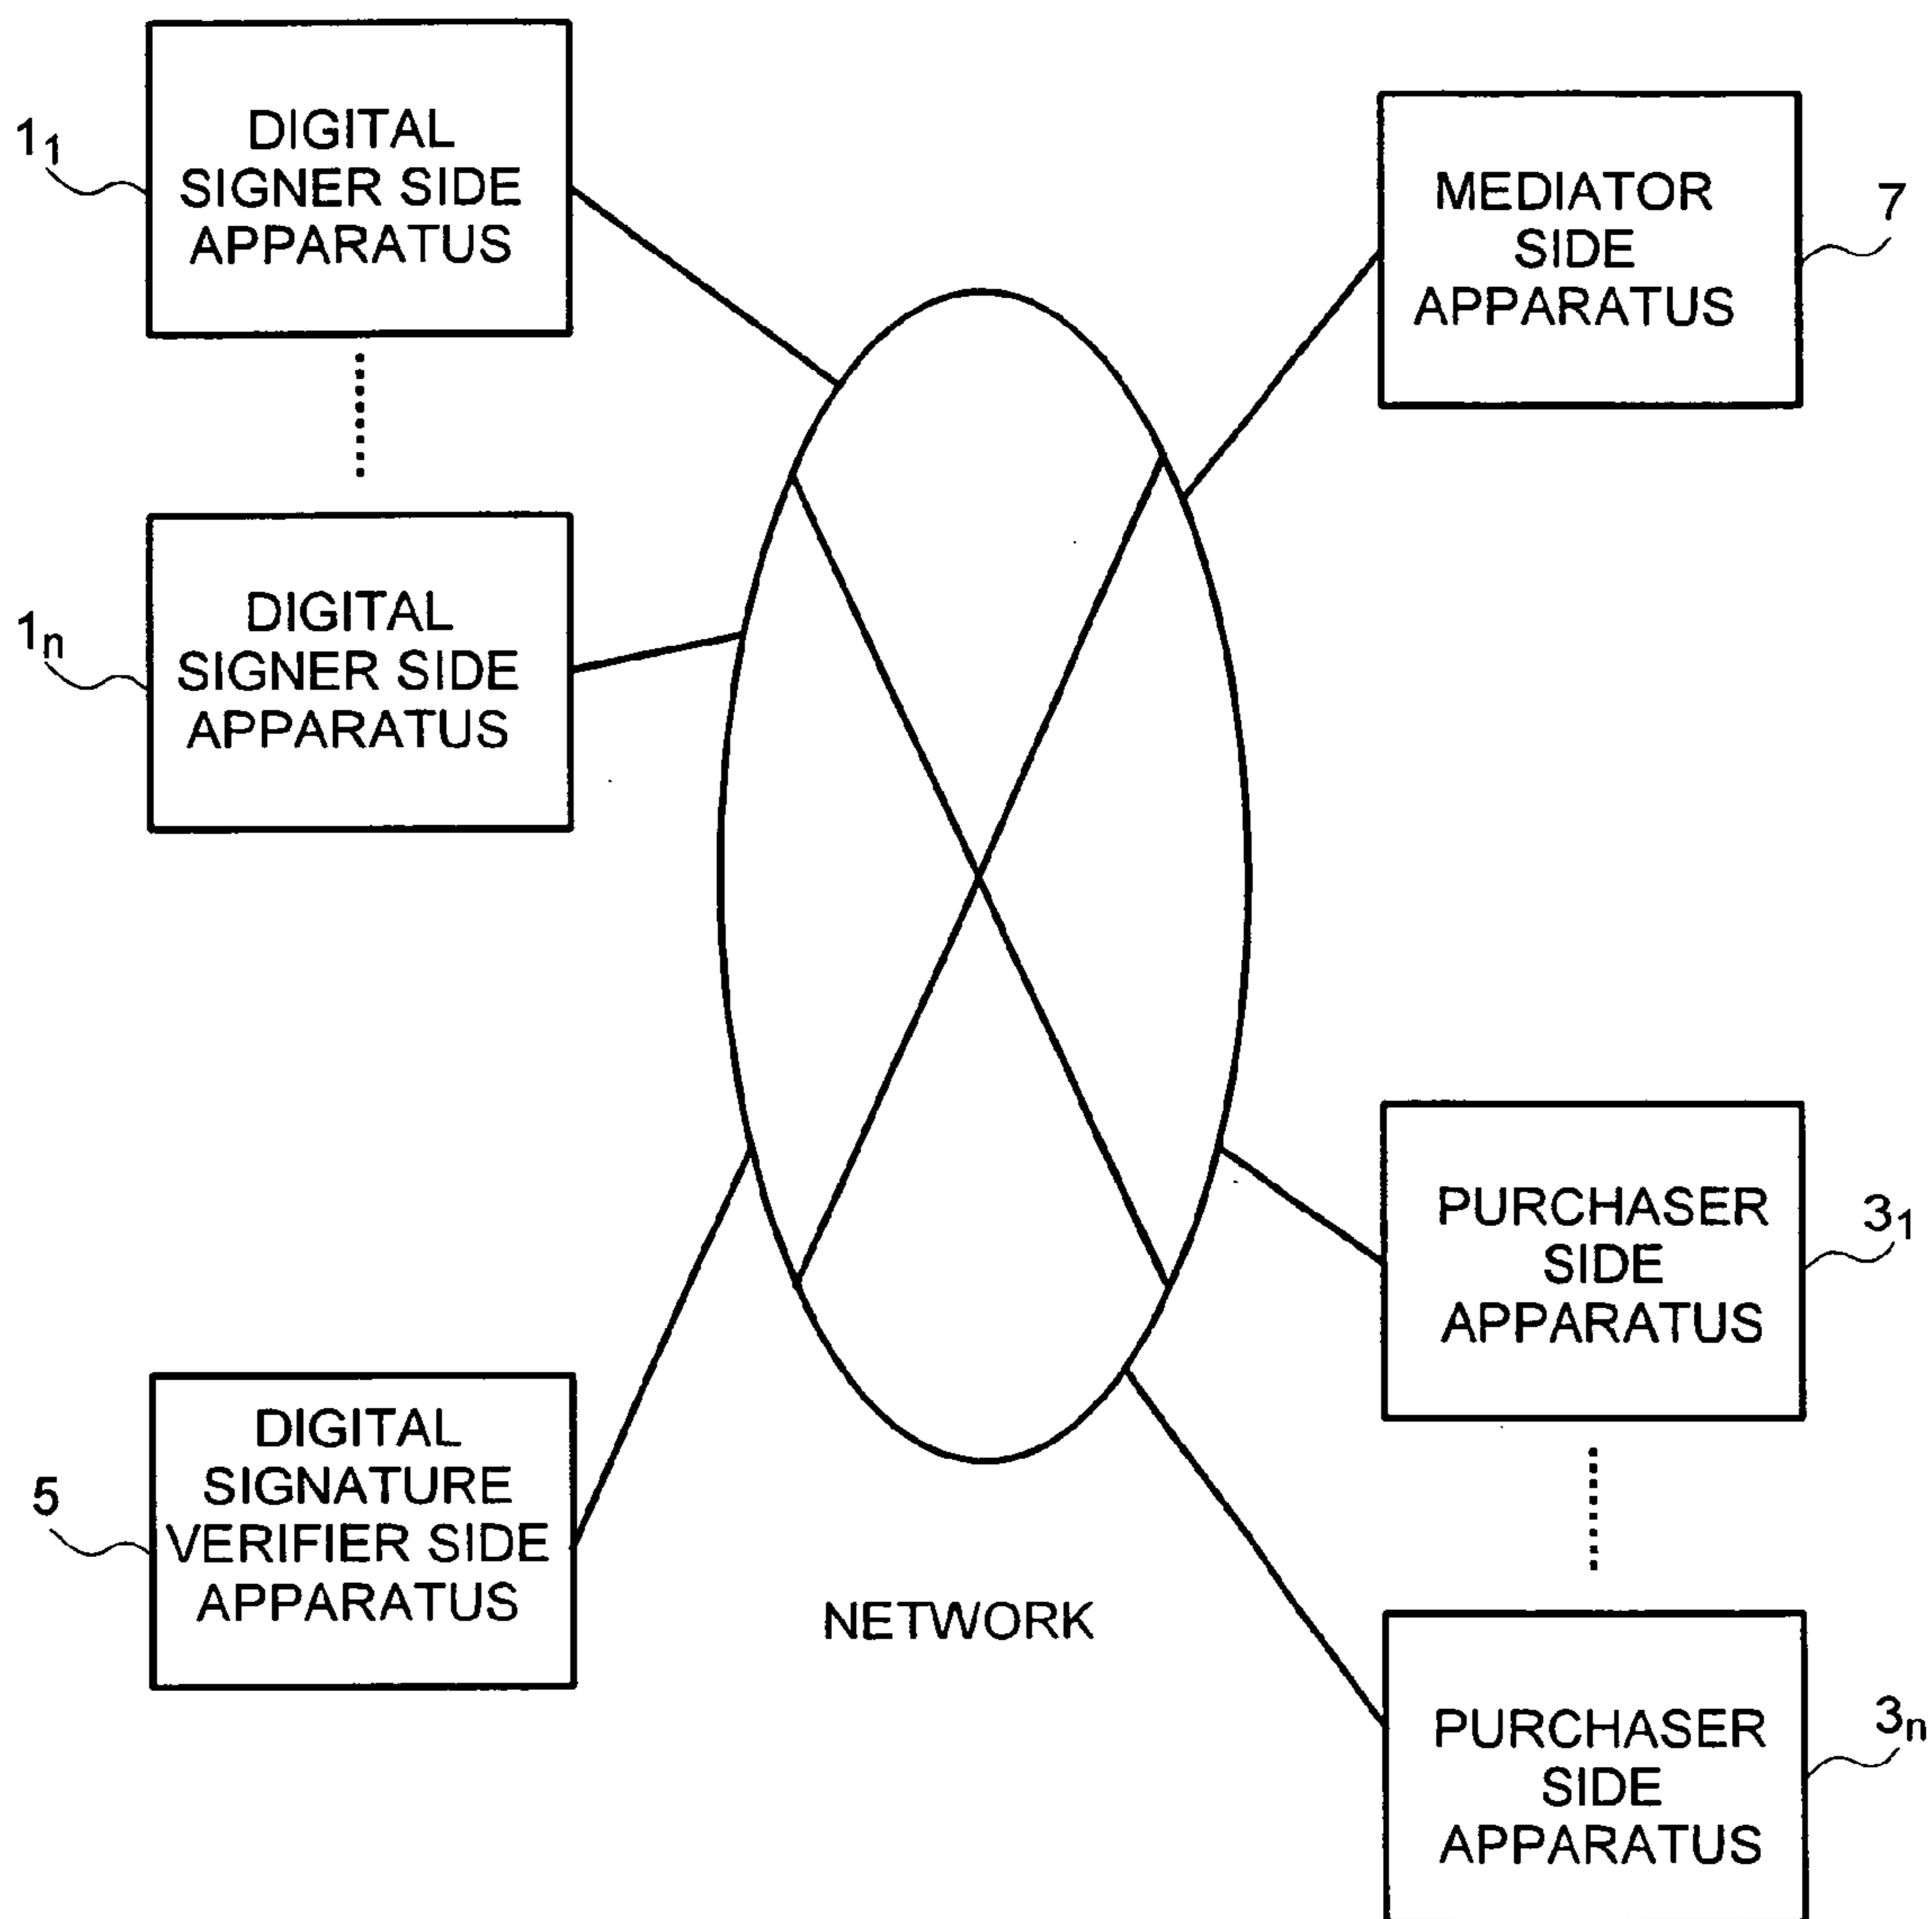 1₁
DIGITAL
SIGNER SIDE
APPARATUS
MEDIATOR
SIDE
APPARATUS
7
1n
DIGITAL
SIGNER SIDE
APPARATUS
PURCHASER
SIDE
APPARATUS
3₁
5
DIGITAL
SIGNATURE
VERIFIER SIDE
APPARATUS
NETWORK
PURCHASER
SIDE
APPARATUS
3n